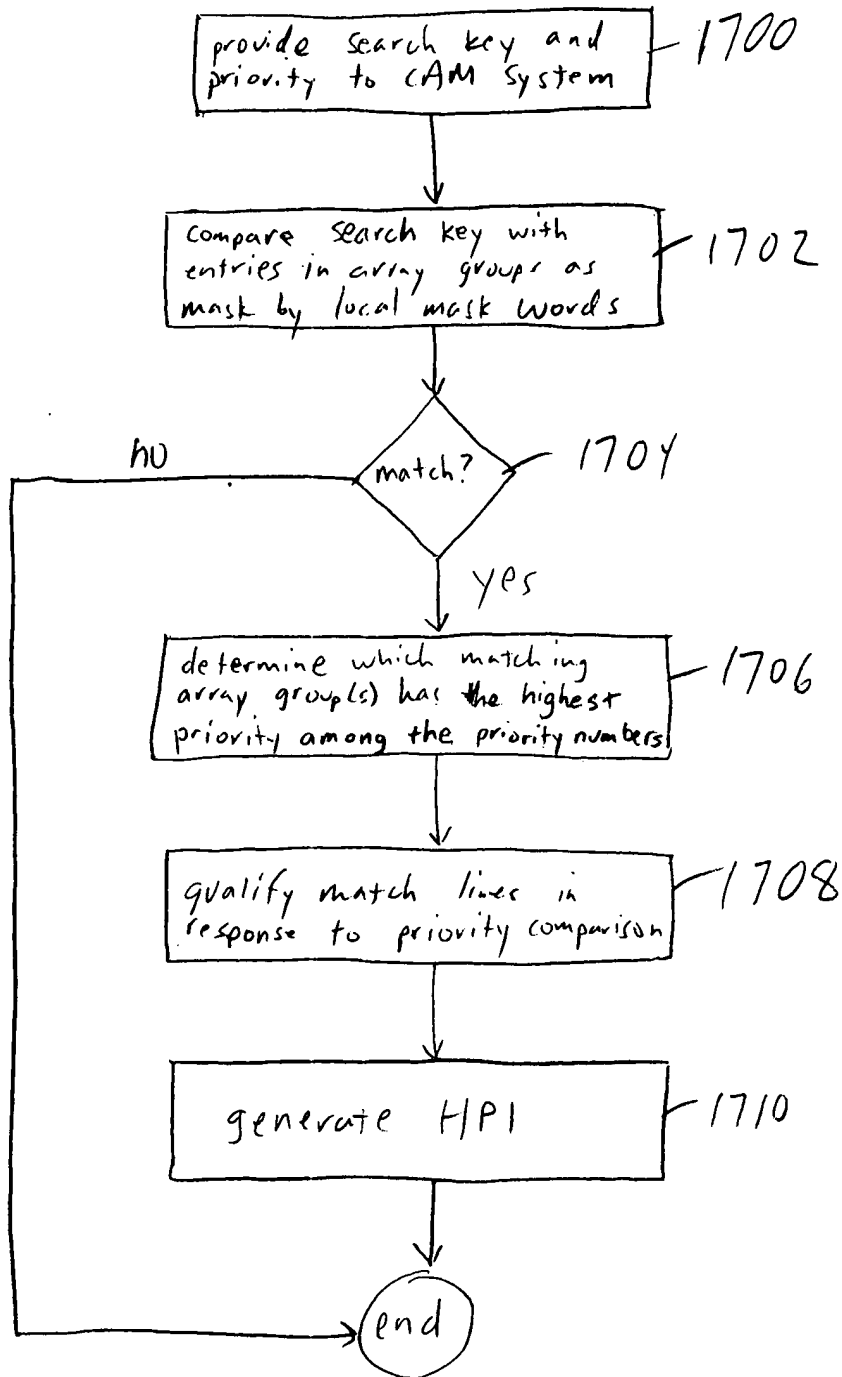 provide search key and
priority to CAM System
1700
compare search key with
entries in array groups as
mask by local mask words
1702
match?
1704
no
yes
determine which matching
array group(s) has the highest
priority among the priority numbers
1706
qualify match lines in
response to priority comparison
1708
generate HPI
1710
end